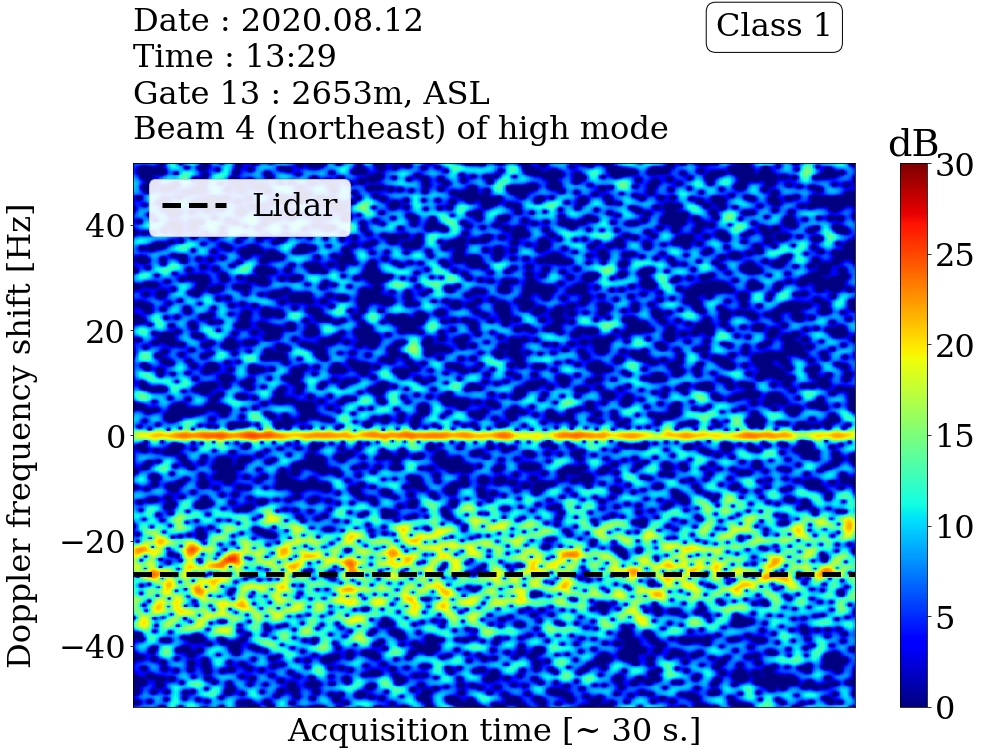 Date : 2020.08.12
Time : 13:29
Gate 13 : 2653m, ASL
Beam 4 (northeast) of high mode
Class 1
dB
Lidar
Doppler frequency shift [Hz]
40
20
0
−20
−40
Acquisition time [~ 30 s.]
30
25
20
15
10
5
0